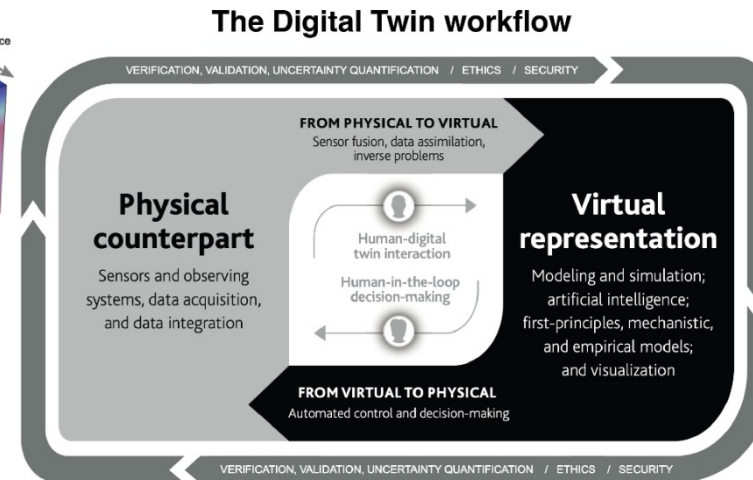 The Digital Twin workflow
ce
VERIFICATION, VALIDATION, UNCERTAINTY QUANTIFICATION / ETHICS / SECURITY
FROM PHYSICAL TO VIRTUAL
Sensor fusion, data assimilation,
inverse problems
Physical
counterpart
Sensors and observing
systems, data acquisition,
and data integration
Human-digital
twin interaction
Human-in-the-loop
decision-making
Virtual
representation
Modeling and simulation;
artificial intelligence;
first-principles, mechanistic,
and empirical models;
and visualization
FROM VIRTUAL TO PHYSICAL
Automated control and decision-making
VERIFICATION, VALIDATION, UNCERTAINTY QUANTIFICATION / ETHICS / SECURITY